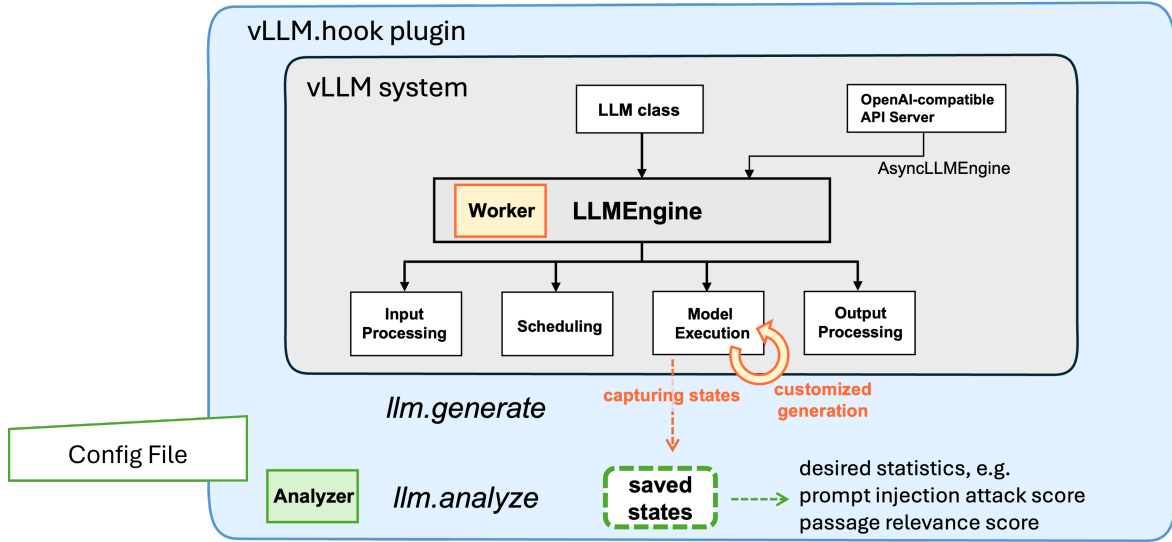 vLLM.hook plugin
vLLM system
LLM class
OpenAI-compatible
API Server
AsyncLLMEngine
Worker
LLMEngine
Input
Processing
Scheduling
Model
Execution
Output
Processing
capturing states
customized
generation
llm.generate
Config File
Analyzer
llm.analyze
saved
states
desired statistics, e.g.
prompt injection attack score
passage relevance score